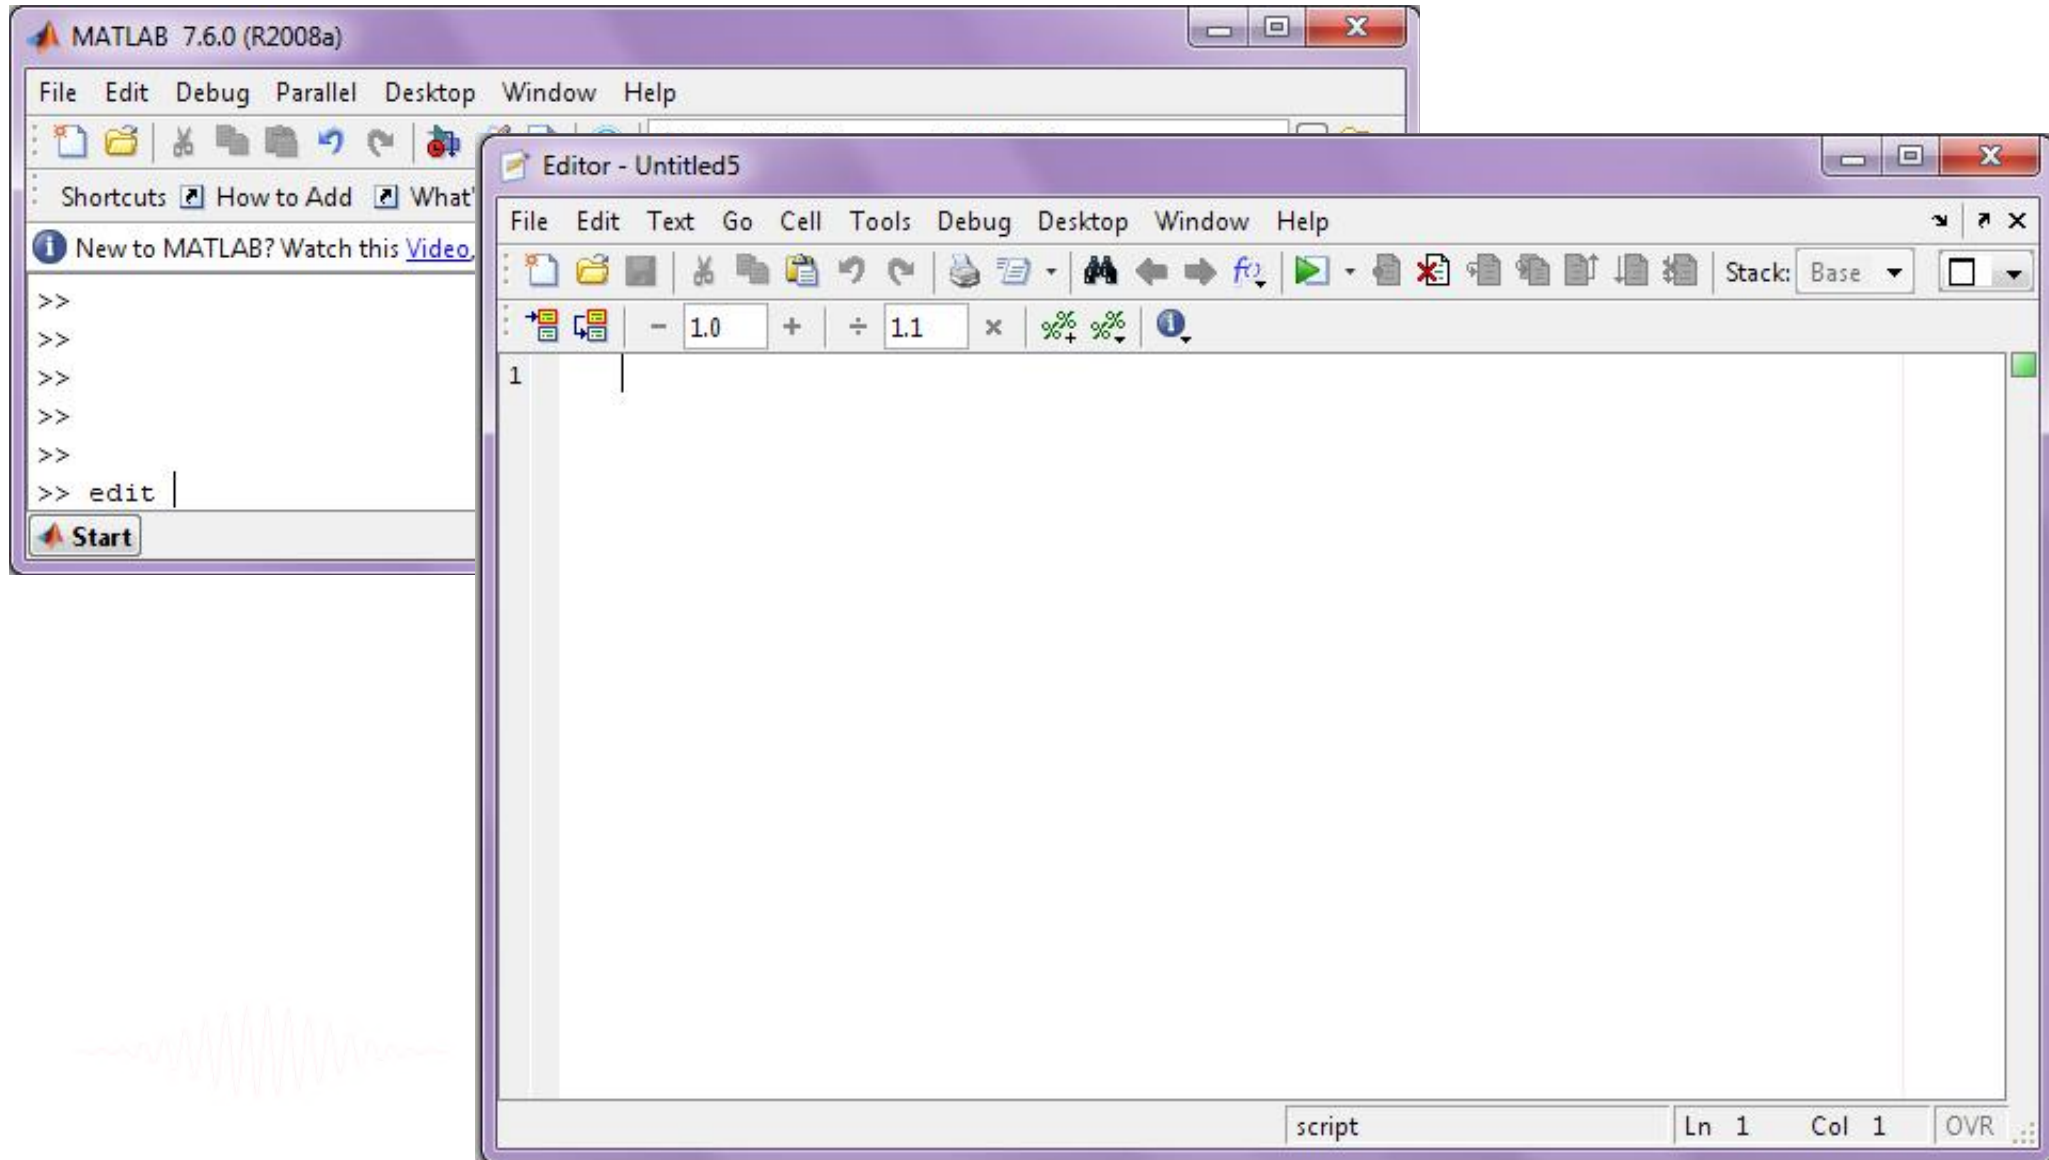 MATLAB 7.6.0 (R2008a)
File Edit Debug Parallel Desktop Window Help
Shortcuts How to Add What'
New to MATLAB? Watch this Video,
>>
>>
>>
>>
>>
>> edit
Start
Editor - Untitled5
File Edit Text Go Cell Tools Debug Desktop Window Help
Stack: Base
− 1.0 + ÷ 1.1 ×
1
script Ln 1 Col 1 OVR